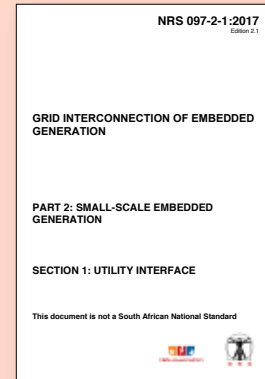 NRS 097-2-1:2017
Edition 2.1
GRID INTERCONNECTION OF EMBEDDED
GENERATION
PART 2: SMALL-SCALE EMBEDDED
GENERATION
SECTION 1: UTILITY INTERFACE
This document is not a South African National Standard